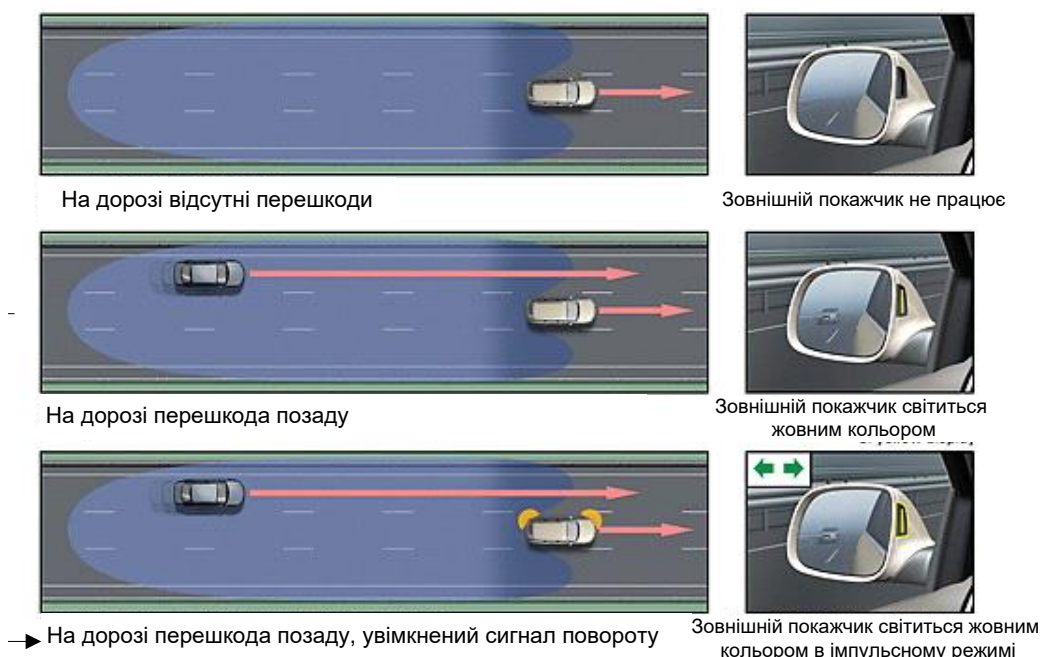 На дорозі відсутні перешкоди
Зовнішній покажчик не працює
На дорозі перешкода позаду
Зовнішній покажчик світиться
жовним кольором
На дорозі перешкода позаду, увімкнений сигнал повороту
Зовнішній покажчик світиться жовним
кольором в імпульсному режимі